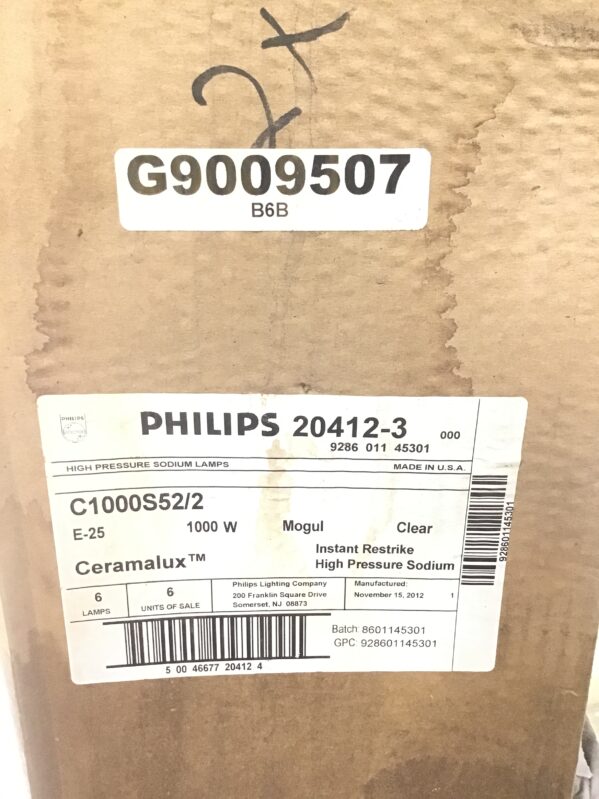 2x
G9009507
B6B
PHILIPS
PHILIPS 20412-3 000
9286 011 45301
HIGH PRESSURE SODIUM LAMPS MADE IN U.S.A.
C1000S52/2
E-25 1000 W Mogul Clear
Ceramalux™ Instant Restrike
High Pressure Sodium
6
LAMPS
6
UNITS OF SALE
Philips Lighting Company
200 Franklin Square Drive
Somerset, NJ 08873
Manufactured:
November 15, 2012 1
Batch: 8601145301
GPC: 928601145301
5 00 46677 20412 4
928601145301